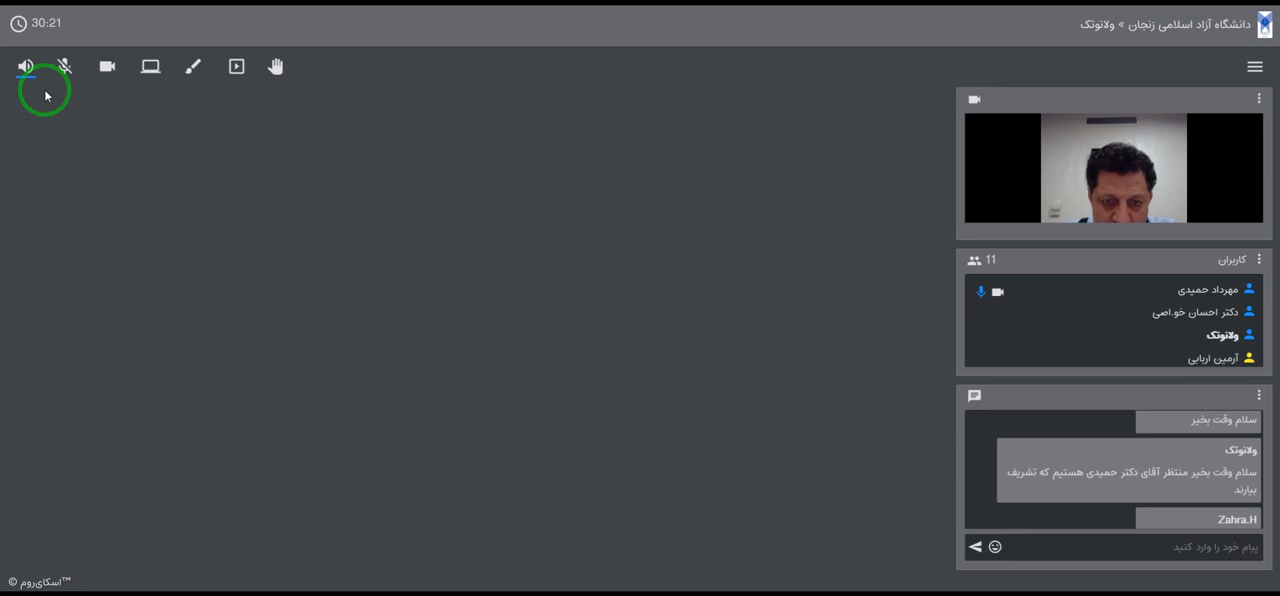 30:21
دانشگاه آزاد اسلامی زنجان » ولانوتک
کاربران
11
مهرداد حمیدی
دکتر احسان خو.اصی
ولانوتک
آرمین اربابی
سلام وقت بخیر
ولانوتک
سلام وقت بخیر منتظر آقای دکتر حمیدی هستیم که تشریف
بیارند
Zahra.H
پیام خود را وارد کنید
© اسکای‌روم™